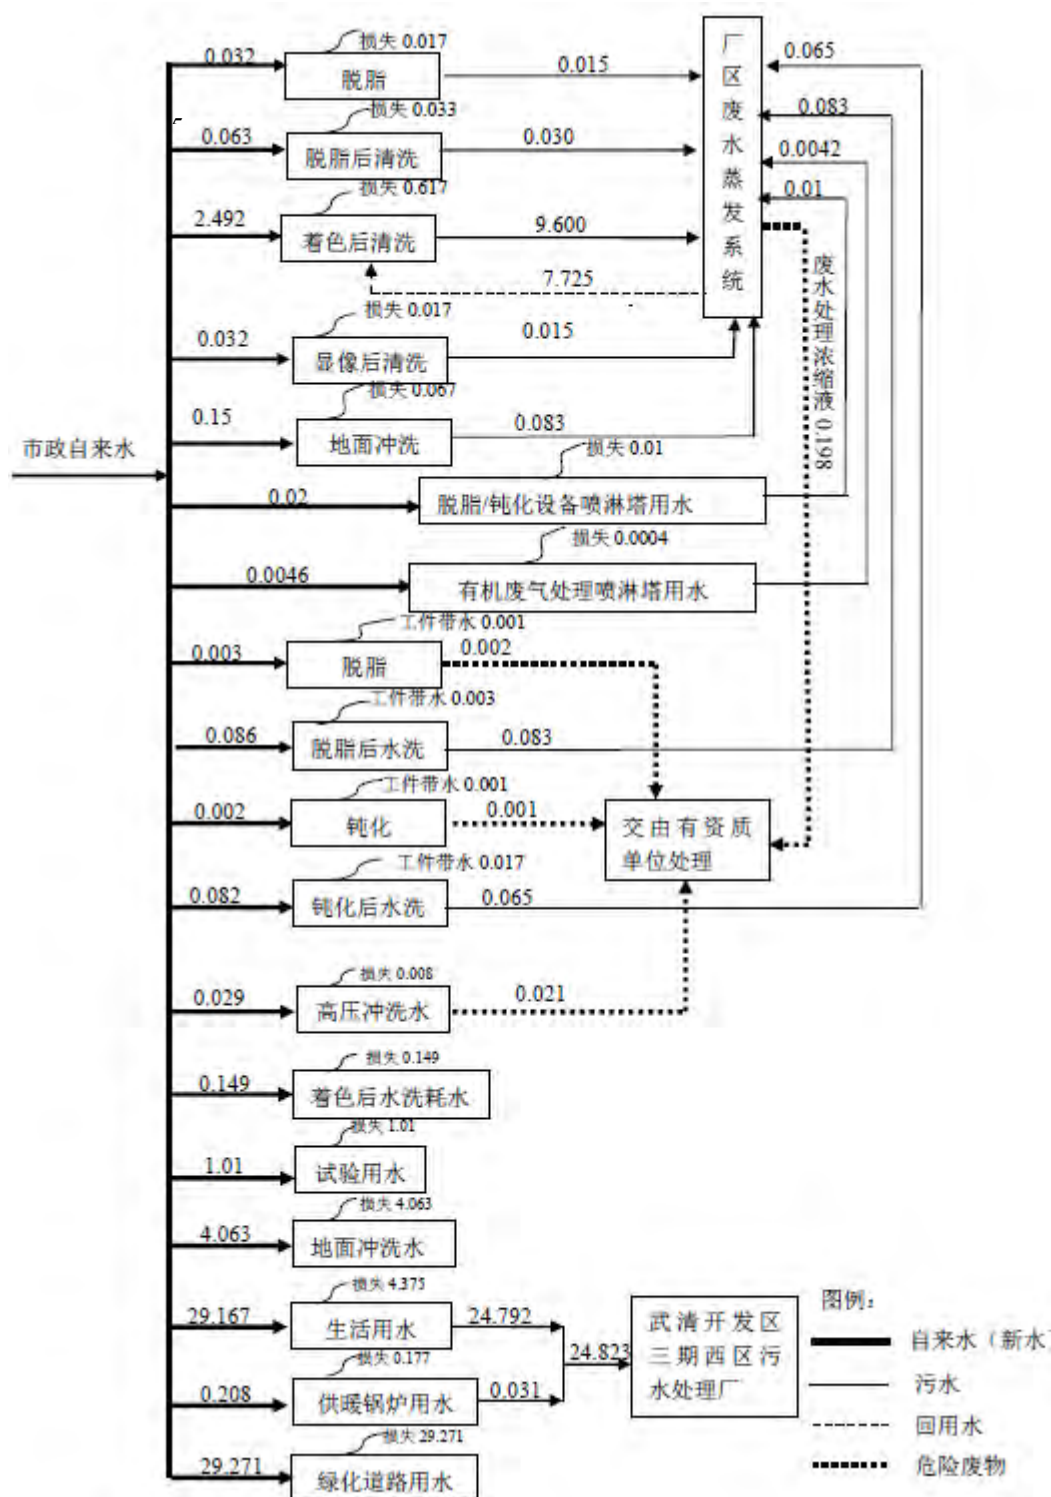 损失 0.017
0.032
脱脂
0.015
损失 0.033
0.063
脱脂后清洗
0.030
损失 0.617
2.492
着色后清洗
9.600
7.725
损失 0.017
0.032
显像后清洗
0.015
损失 0.067
0.15
地面冲洗
0.083
厂区废水蒸发系统
0.065
0.083
0.0042
0.01
废水处理浓缩液 0.198
市政自来水
损失 0.01
0.02
脱脂/钝化设备喷淋塔用水
损失 0.0004
0.0046
有机废气处理喷淋塔用水
工件带水 0.001
0.003
脱脂
0.002
工件带水 0.003
0.086
脱脂后水洗
0.083
工件带水 0.001
0.002
钝化
0.001
交由有资质
单位处理
工件带水 0.017
0.082
钝化后水洗
0.065
损失 0.008
0.029
高压冲洗水
0.021
损失 0.149
0.149
着色后水洗耗水
损失 1.01
1.01
试验用水
损失 4.063
4.063
地面冲洗水
损失 4.375
29.167
生活用水
24.792
损失 0.177
0.208
供暖锅炉用水
0.031
24.823
武清开发区
三期西区污
水处理厂
损失 29.271
29.271
绿化道路用水
图例：
自来水（新水
污水
回用水
危险废物